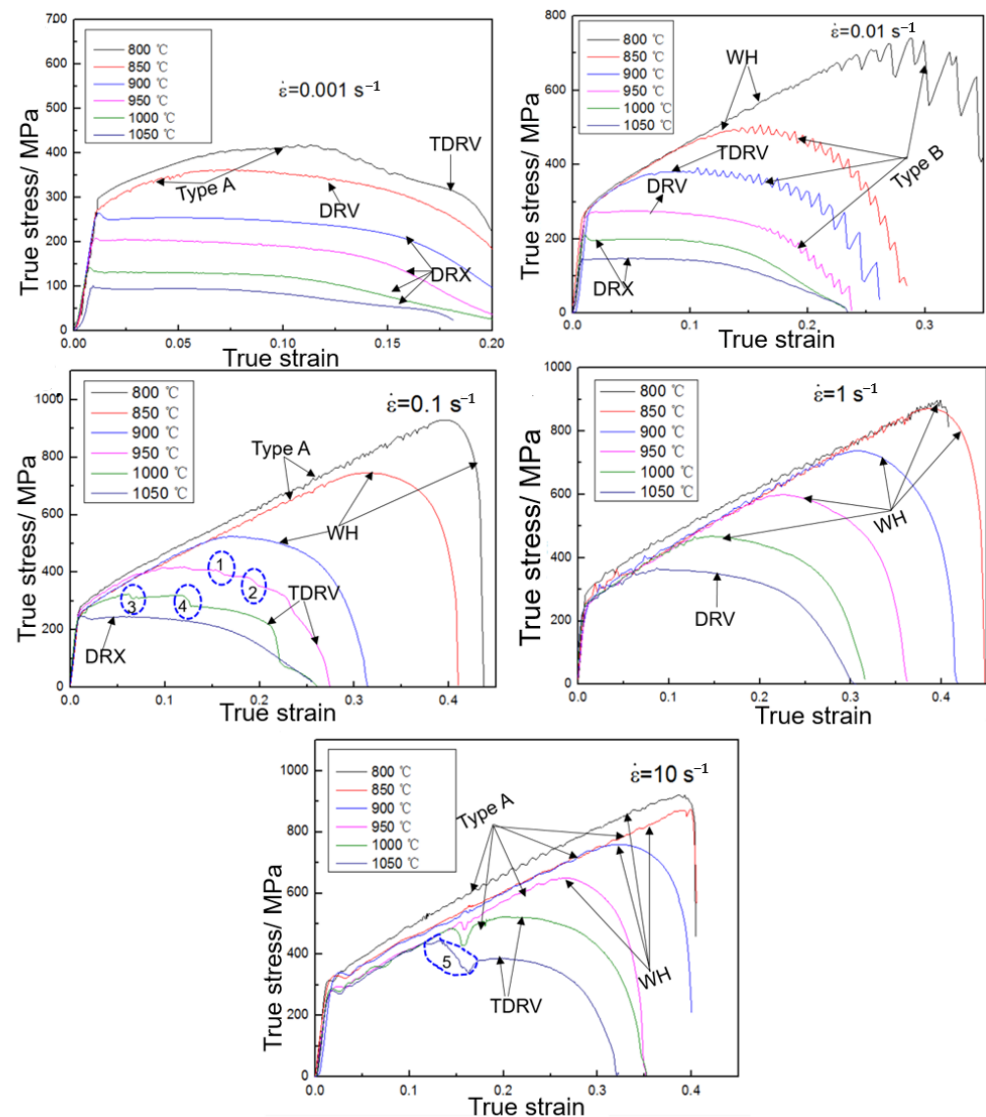 700
600
500
400
300
200
100
0
True stress/ MPa
800 ℃
850 ℃
900 ℃
950 ℃
1000 ℃
1050 ℃
ε̇=0.001 s⁻¹
Type A
TDRV
DRV
DRX
0.00
0.05
0.10
0.15
0.20
True strain
800
600
400
200
0
True stress/ MPa
800 ℃
850 ℃
900 ℃
950 ℃
1000 ℃
1050 ℃
ε̇=0.01 s⁻¹
WH
TDRV
DRV
Type B
DRX
0.0
0.1
0.2
0.3
True strain
1000
800
600
400
200
0
True stress/ MPa
800 ℃
850 ℃
900 ℃
950 ℃
1000 ℃
1050 ℃
ε̇=0.1 s⁻¹
Type A
WH
1
2
3
4
TDRV
DRX
0.0
0.1
0.2
0.3
0.4
True strain
1000
800
600
400
200
0
True stress/ MPa
800 ℃
850 ℃
900 ℃
950 ℃
1000 ℃
1050 ℃
ε̇=1 s⁻¹
WH
DRV
0.0
0.1
0.2
0.3
0.4
True strain
1000
800
600
400
200
0
True stress/ MPa
800 ℃
850 ℃
900 ℃
950 ℃
1000 ℃
1050 ℃
ε̇=10 s⁻¹
Type A
5
WH
TDRV
0.0
0.1
0.2
0.3
0.4
True strain